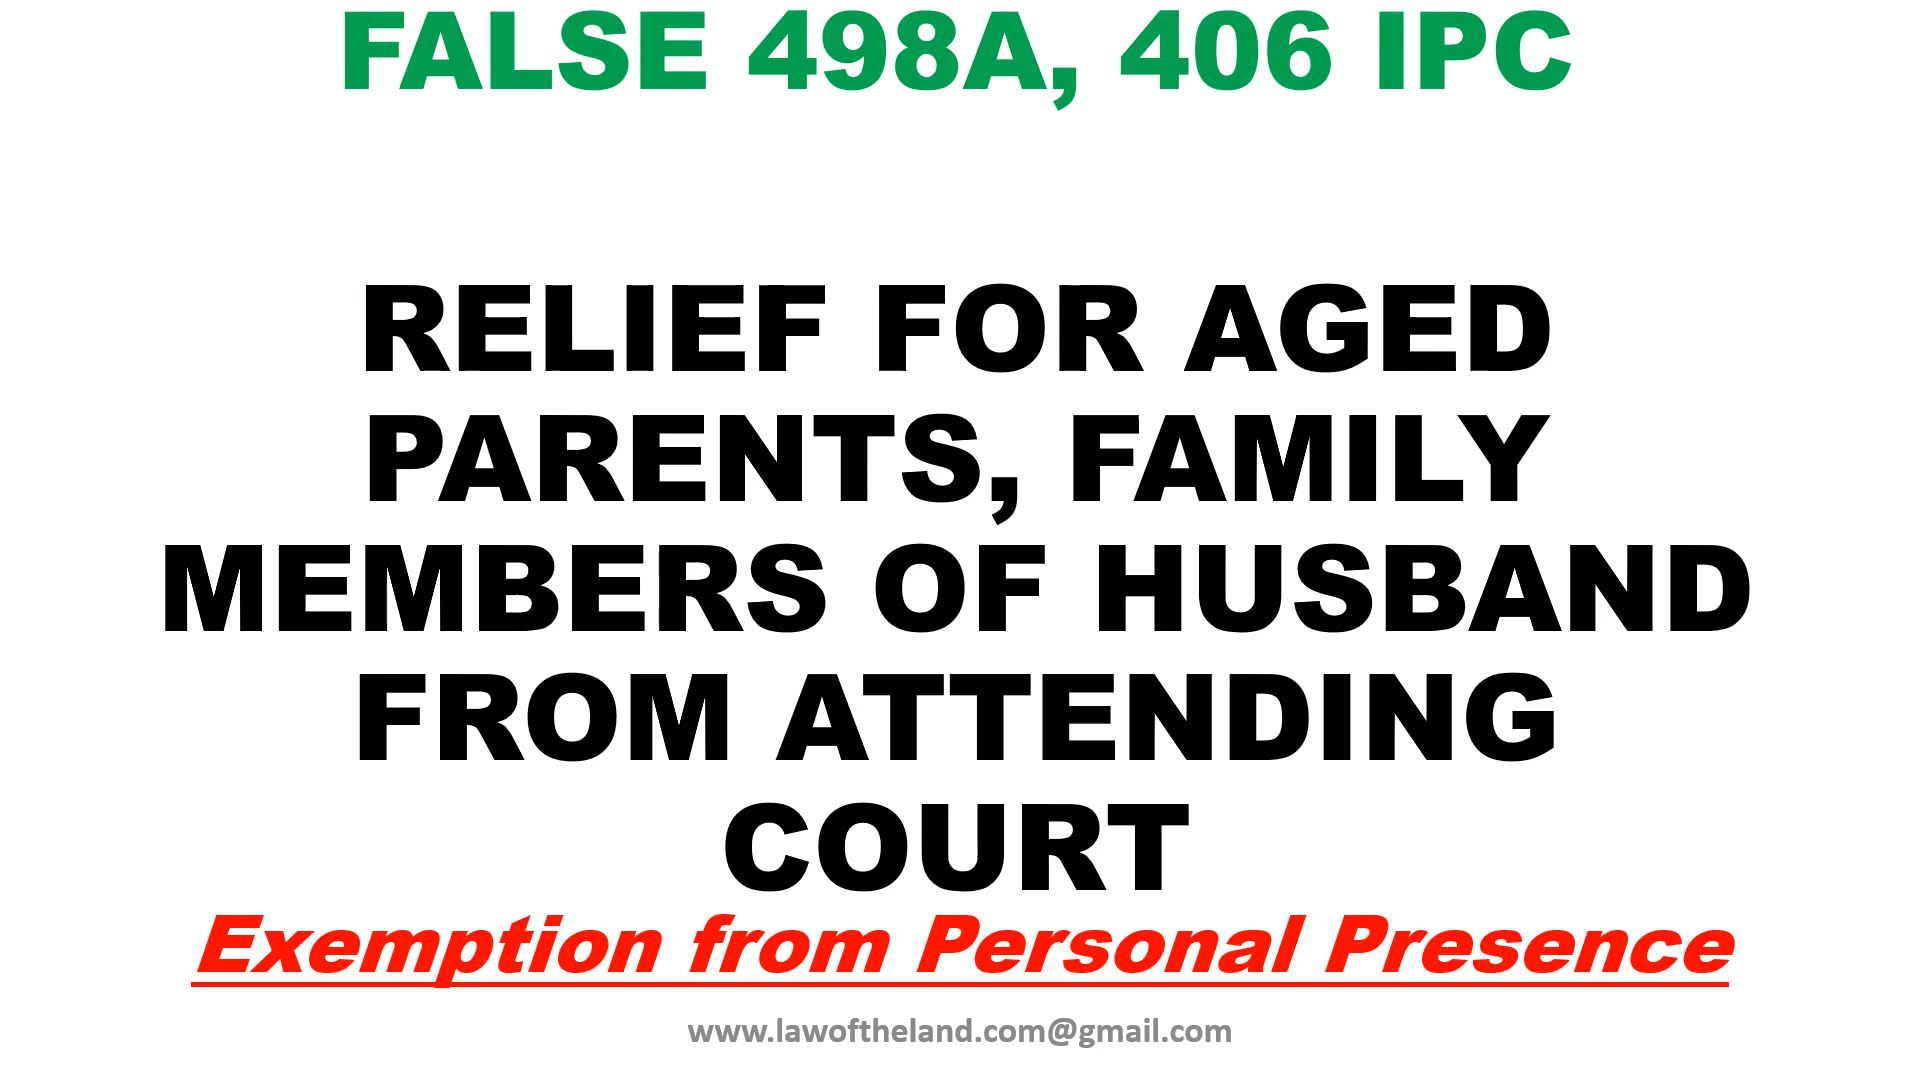 FALSE 498A, 406 IPC
RELIEF FOR AGED
PARENTS, FAMILY
MEMBERS OF HUSBAND
FROM ATTENDING
COURT
Exemption from Personal Presence
www.lawoftheland.com@gmail.com